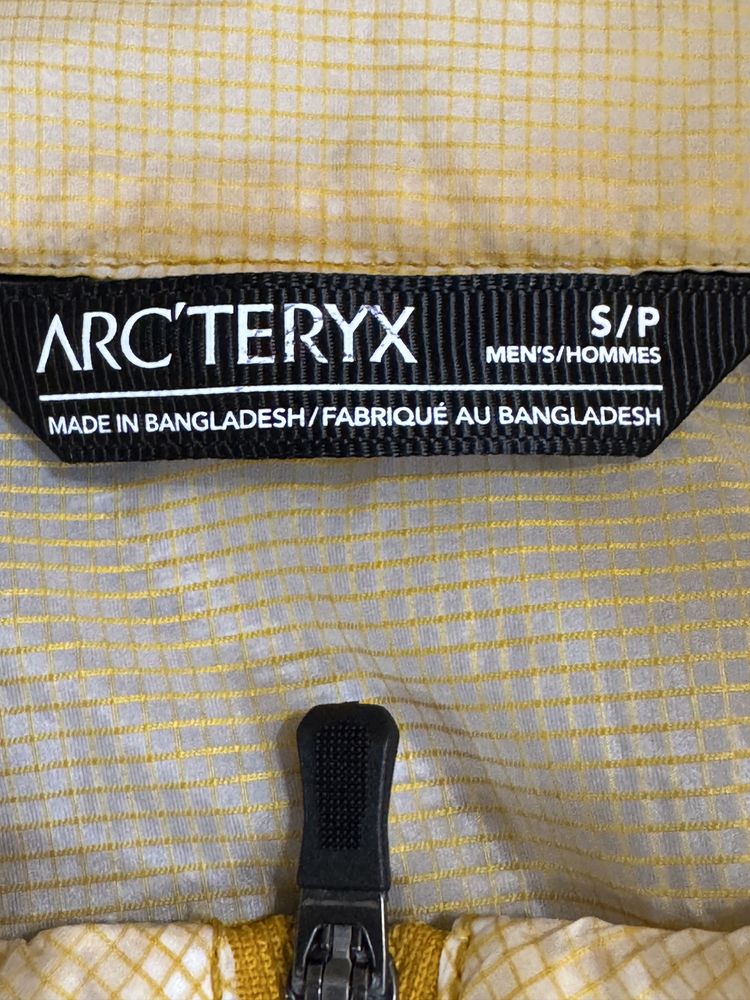 ARC'TERYX
S/P
MEN'S/HOMMES
MADE IN BANGLADESH/FABRIQUÉ AU BANGLADESH